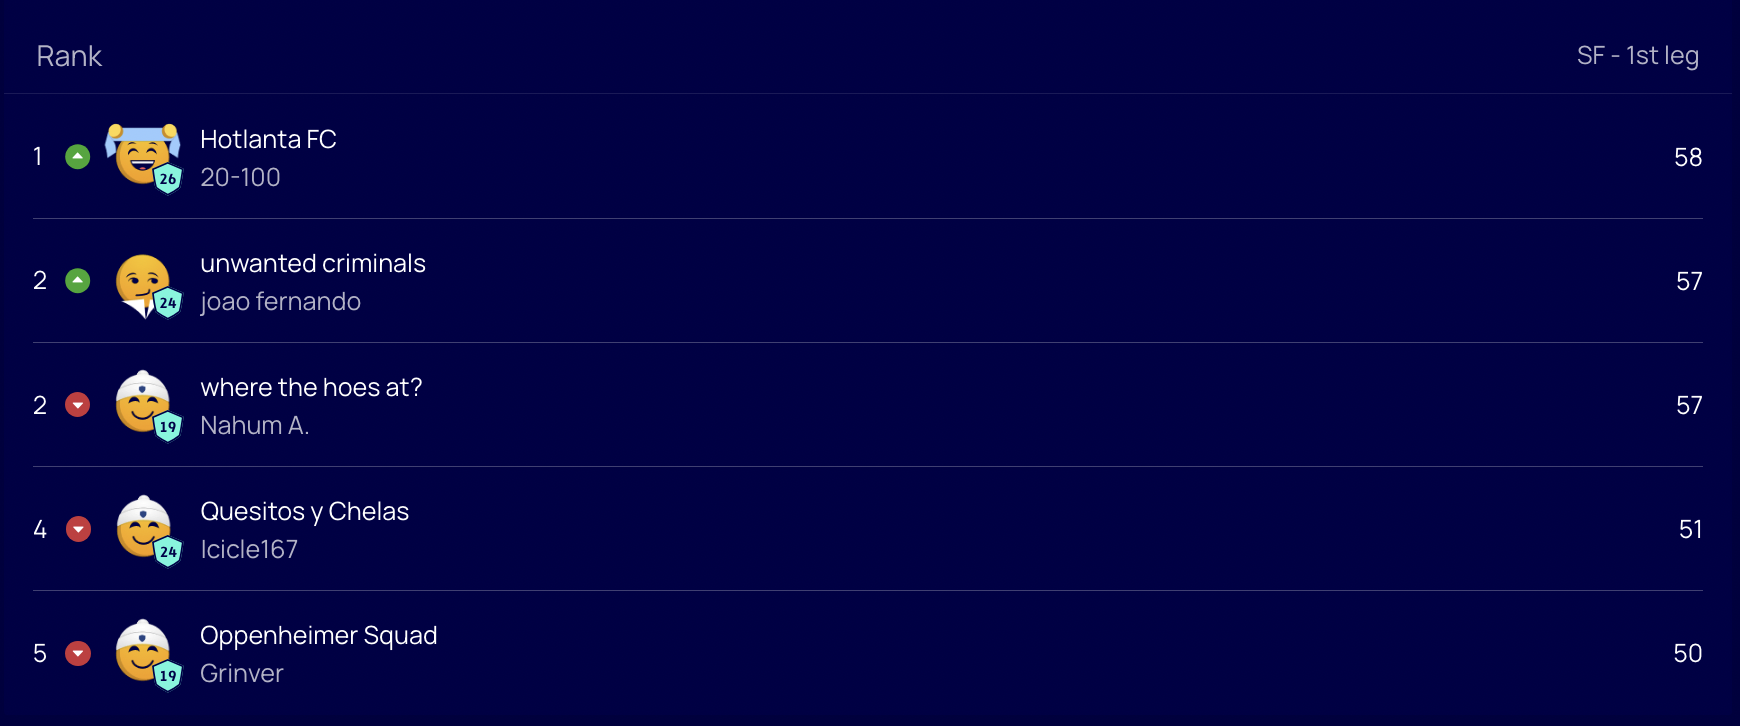 Rank SF - 1st leg
1 Hotlanta FC 58
26 20-100
2 unwanted criminals 57
24 joao fernando
2 where the hoes at? 57
19 Nahum A.
4 Quesitos y Chelas 51
24 Icicle167
5 Oppenheimer Squad 50
19 Grinver